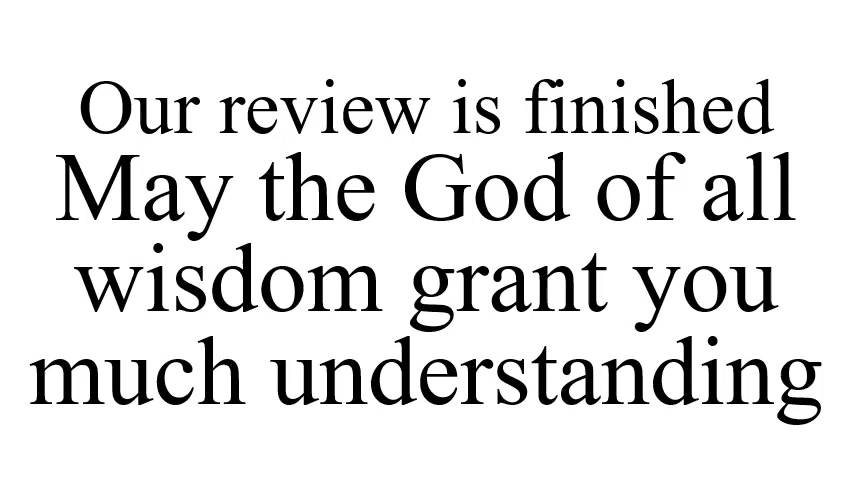 Our review is finished
May the God of all
wisdom grant you
much understanding